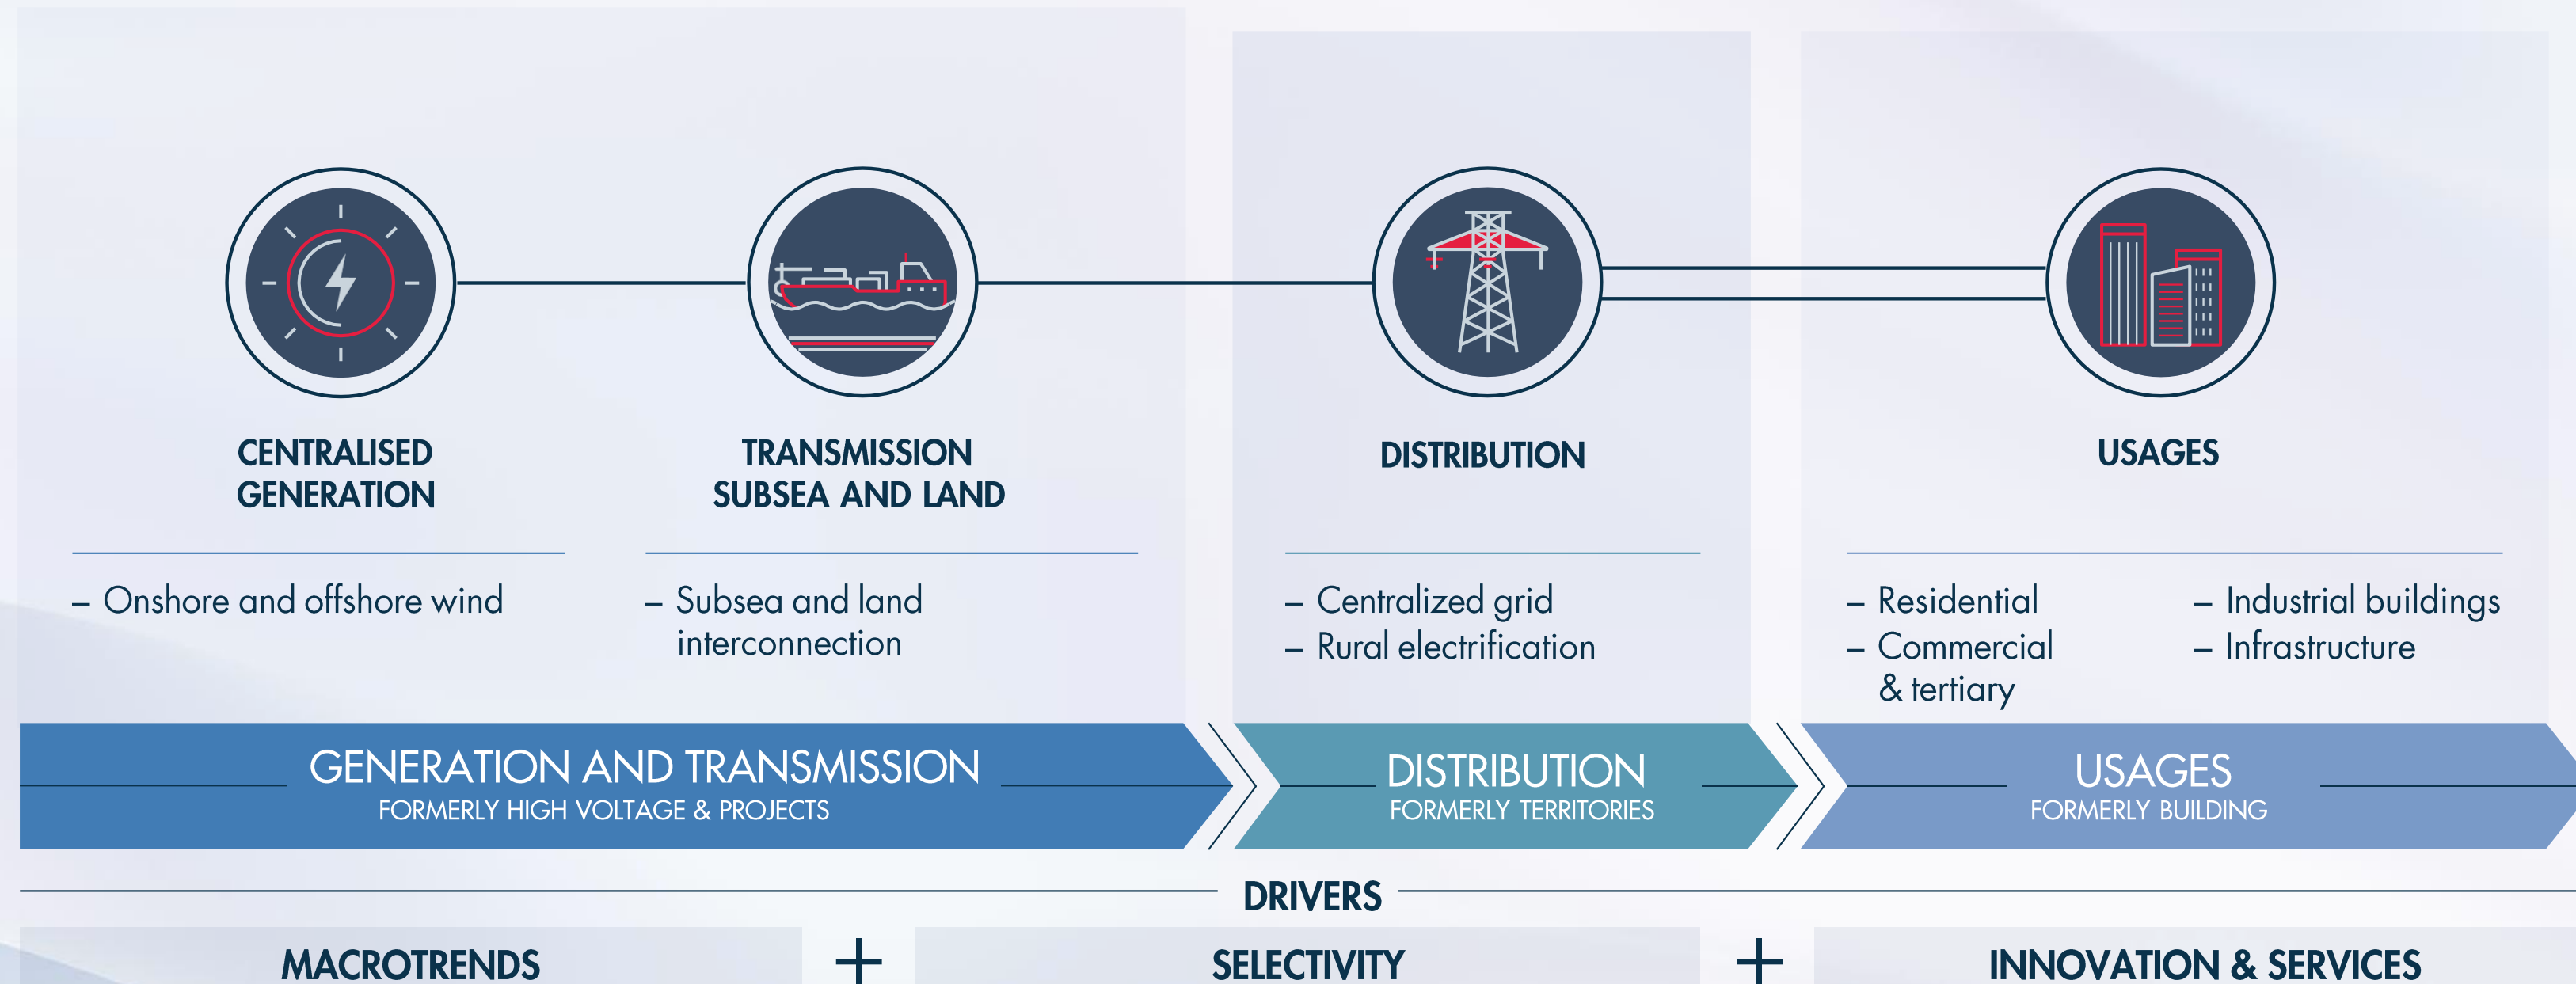 CENTRALISED
GENERATION
– Onshore and offshore wind
TRANSMISSION
SUBSEA AND LAND
– Subsea and land
interconnection
DISTRIBUTION
– Centralized grid
– Rural electrification
USAGES
– Residential
– Commercial
& tertiary
– Industrial buildings
– Infrastructure
GENERATION AND TRANSMISSION
FORMERLY HIGH VOLTAGE & PROJECTS
DISTRIBUTION
FORMERLY TERRITORIES
USAGES
FORMERLY BUILDING
DRIVERS
MACROTRENDS
+
SELECTIVITY
+
INNOVATION & SERVICES